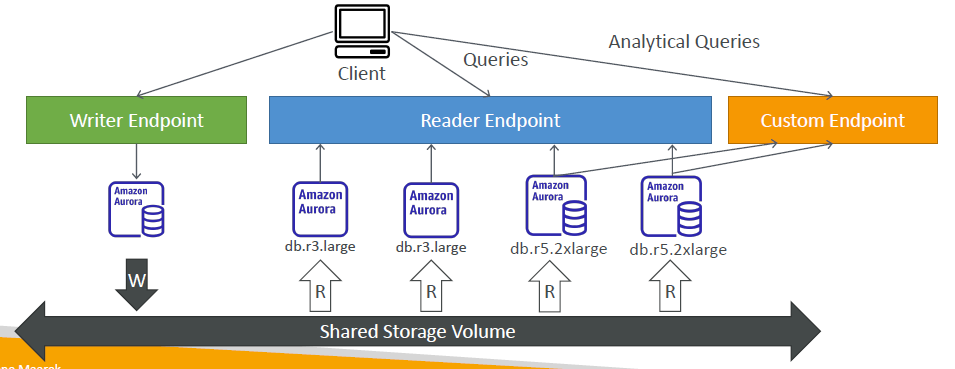 Client
Queries
Analytical Queries
Writer Endpoint
Reader Endpoint
Custom Endpoint
Amazon
Aurora
Amazon
Aurora
db.r3.large
Amazon
Aurora
db.r3.large
Amazon
Aurora
db.r5.2xlarge
Amazon
Aurora
db.r5.2xlarge
W
R
R
R
R
Shared Storage Volume